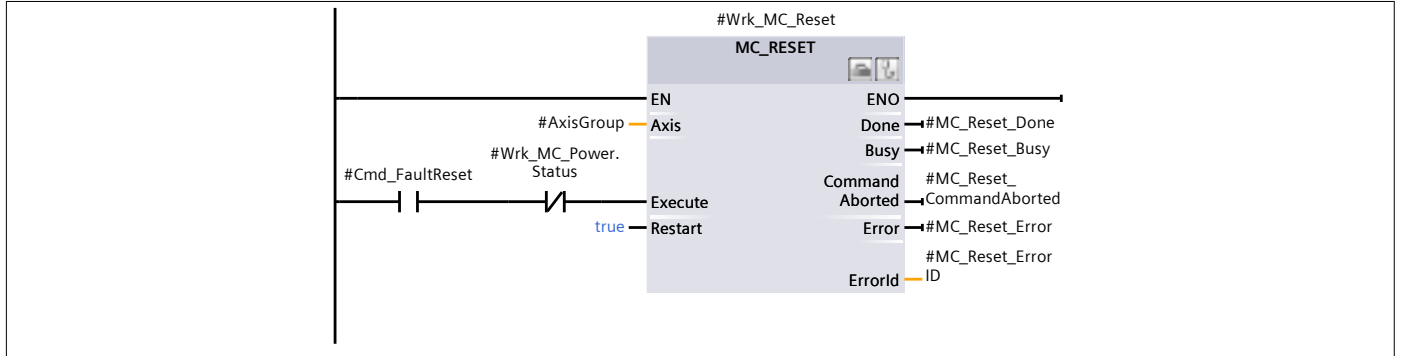 #Wrk_MC_Reset
MC_RESET
EN
ENO
#AxisGroup
Axis
Done
#MC_Reset_Done
Busy
#MC_Reset_Busy
#Cmd_FaultReset
#Wrk_MC_Power.
Status
Execute
Command
Aborted
#MC_Reset_
CommandAborted
true
Restart
Error
#MC_Reset_Error
ErrorId
#MC_Reset_Error
ID